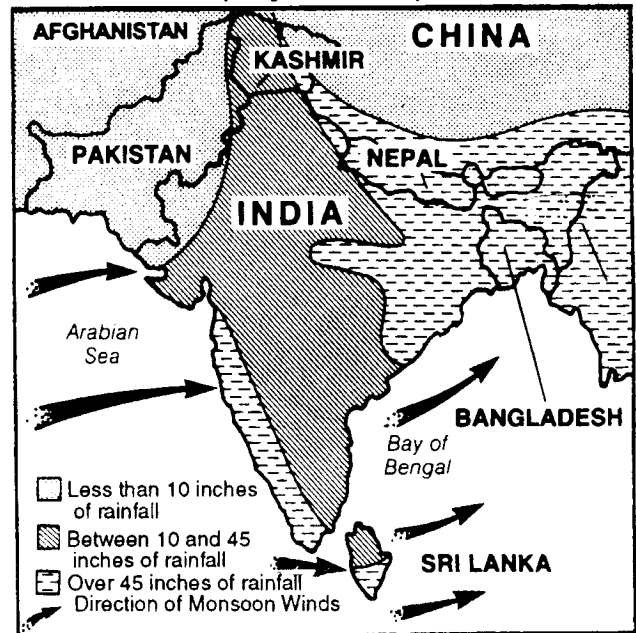 AFGHANISTAN
CHINA
KASHMIR
PAKISTAN
NEPAL
INDIA
Arabian
Sea
BANGLADESH
Bay of
Bengal
Less than 10 inches
of rainfall
Between 10 and 45
inches of rainfall
SRI LANKA
Over 45 inches of rainfall
Direction of Monsoon Winds